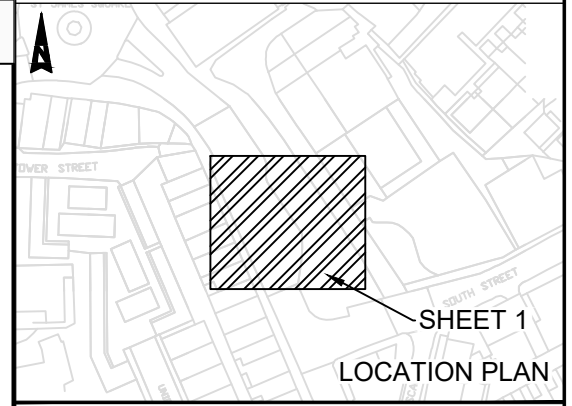 ST JAMES SQUARE
N
TOWER STREET
SOUTH STREET
SHEET 1
LOCATION PLAN